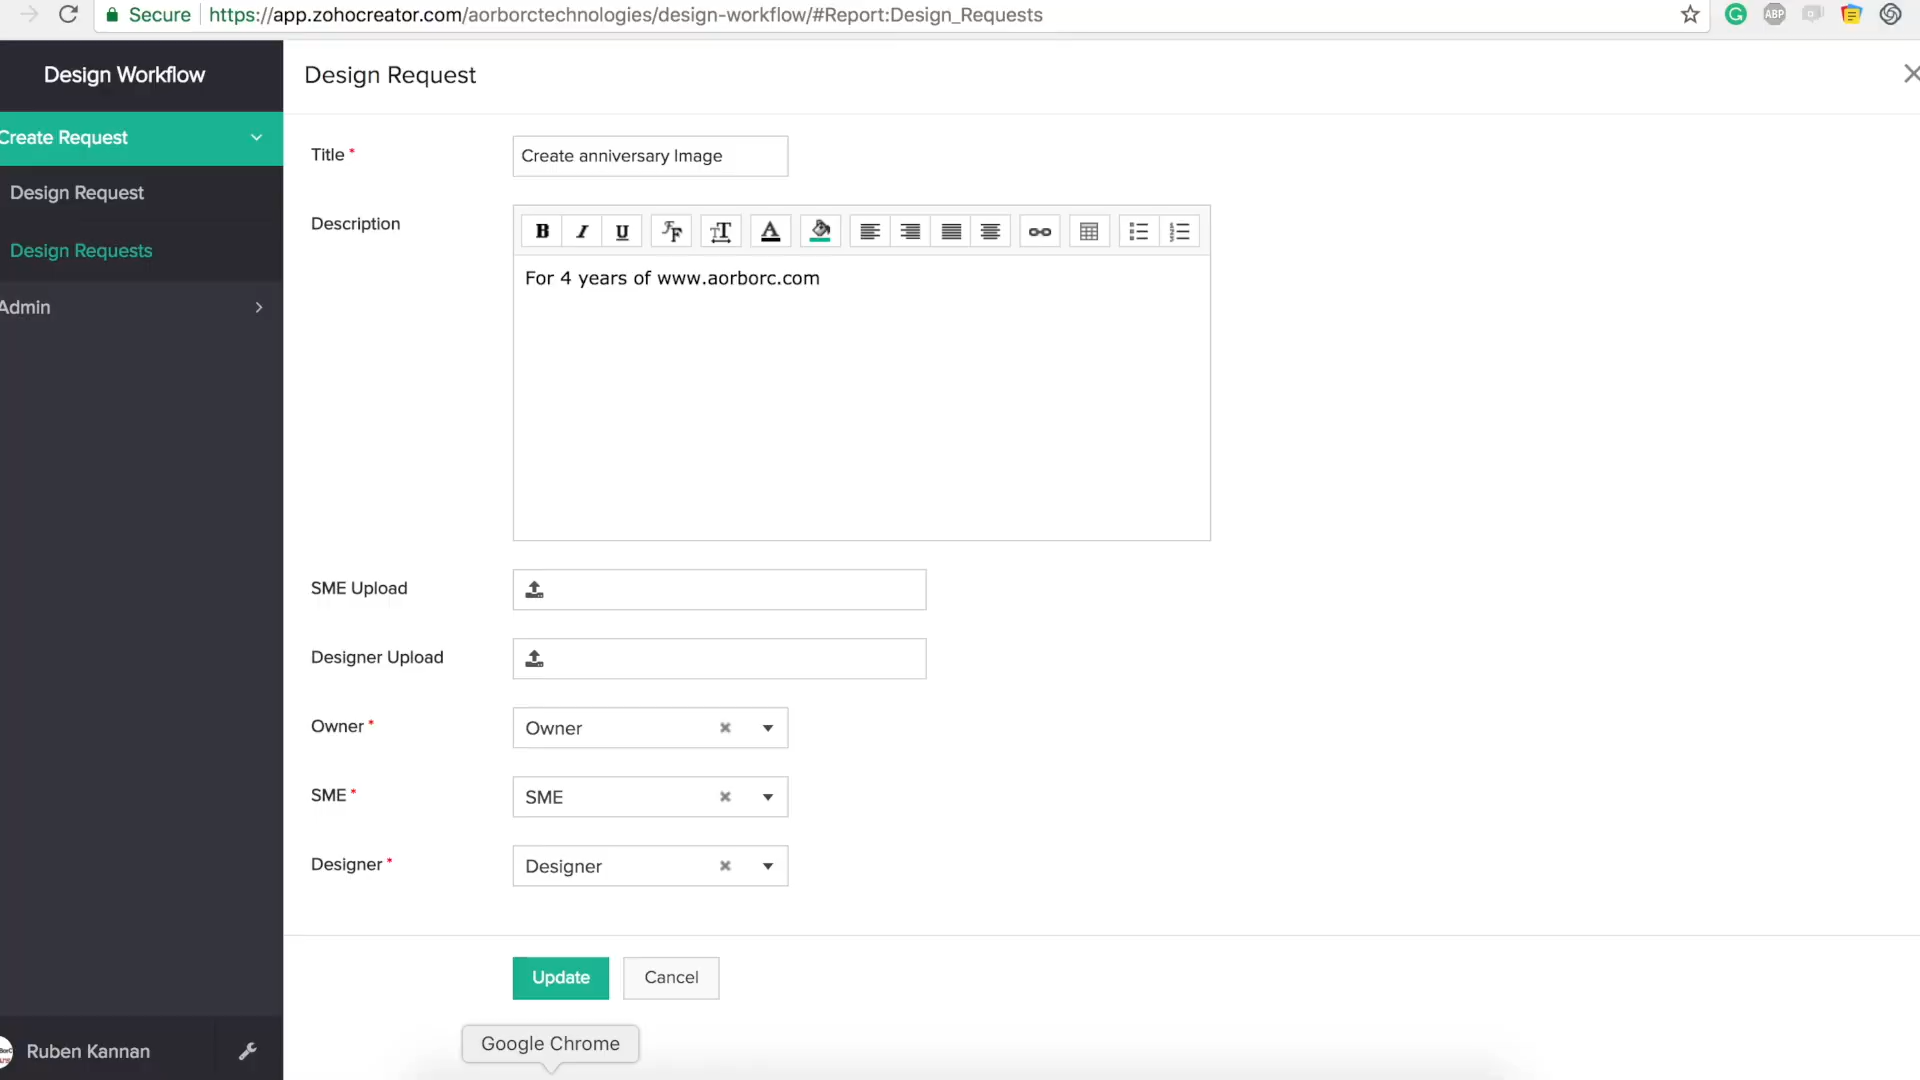 Secure https://app.zohocreator.com/aorborctechnologies/design-workflow/#Report:Design_Requests
ABP
Design Workflow
Design Request
Create Request
Design Request
Design Requests
Admin
Title *
Create anniversary Image
Description
B I U
For 4 years of www.aorborc.com
SME Upload
Designer Upload
Owner *
Owner
SME *
SME
Designer *
Designer
Update
Cancel
Ruben Kannan
Google Chrome